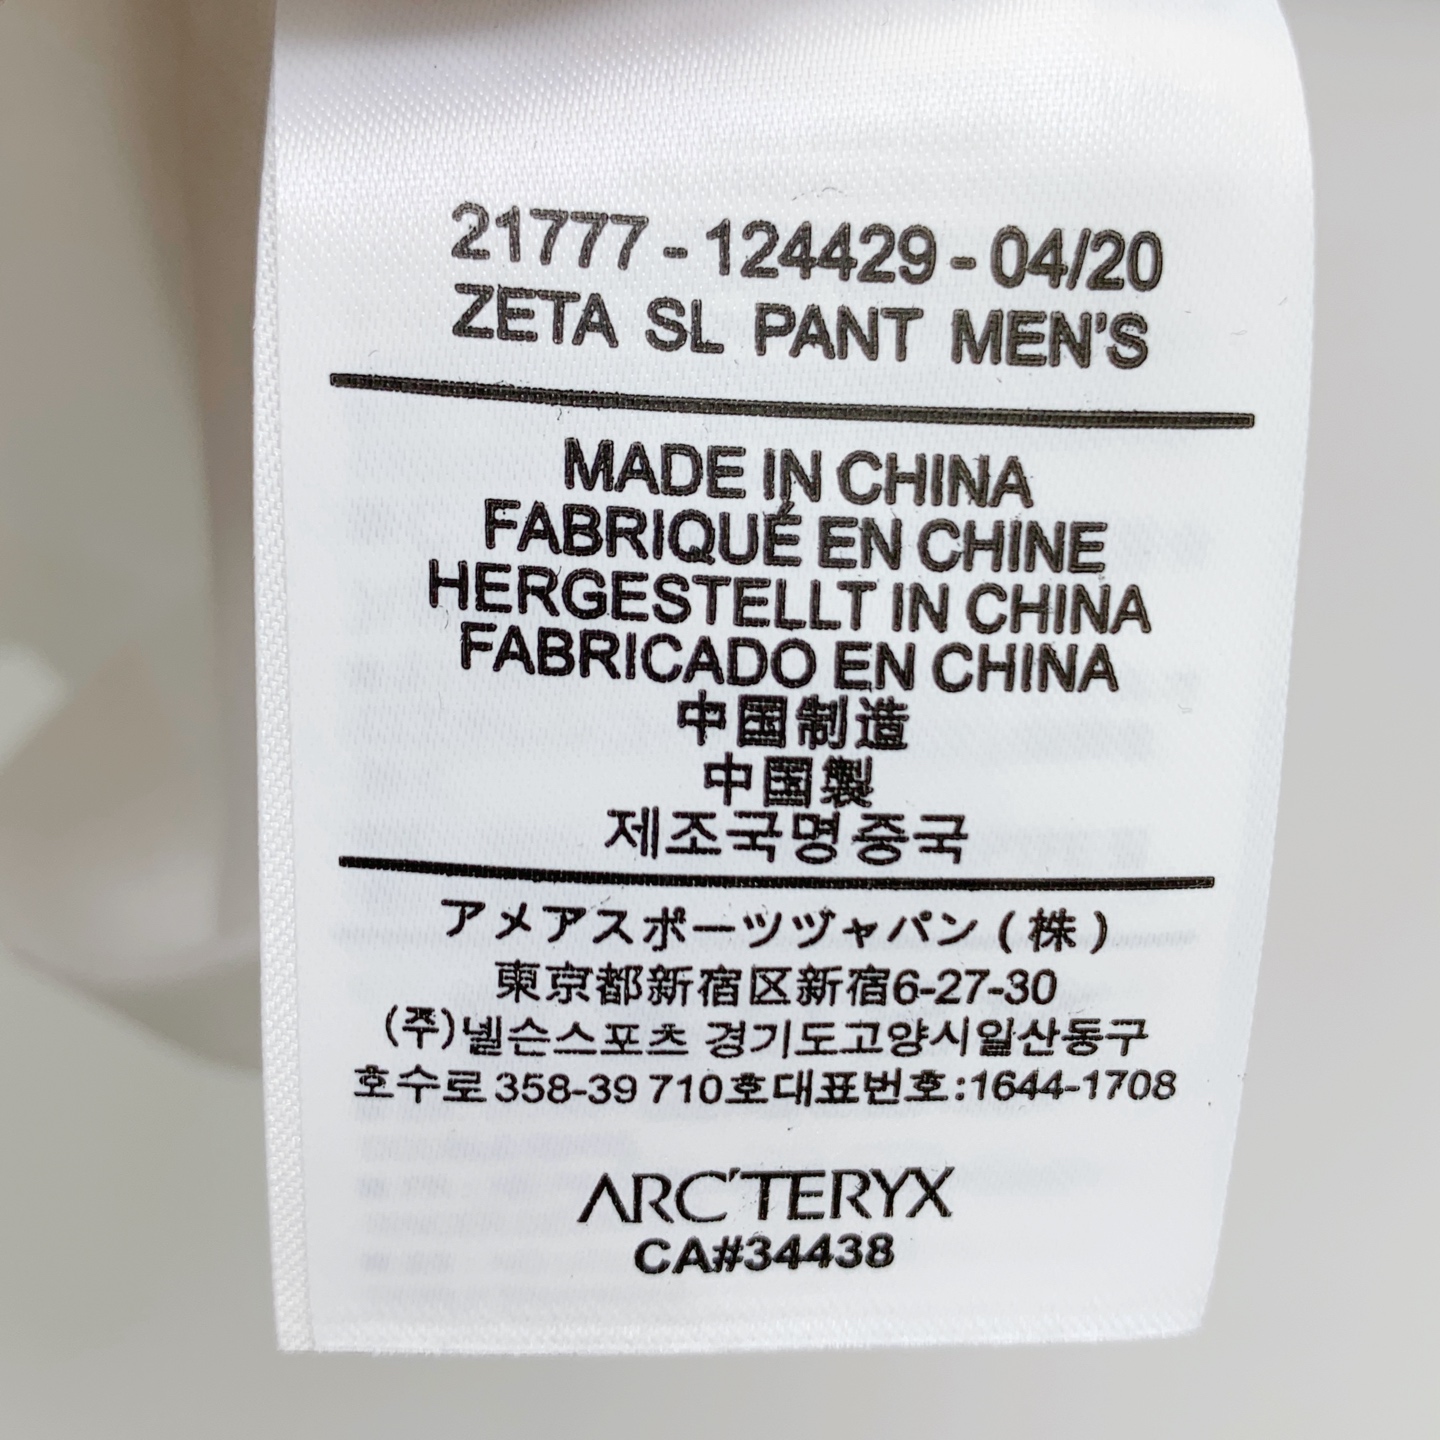 21777 - 124429 - 04/20
ZETA SL PANT MEN'S
MADE IN CHINA
FABRIQUÉ EN CHINE
HERGESTELLT IN CHINA
FABRICADO EN CHINA
中国制造
中国製
제조국명중국
アメアスポーツヅャパン (株)
東京都新宿区新宿6-27-30
(주)넬슨스포츠 경기도고양시일산동구
호수로 358-39 710호대표번호:1644-1708
ARC'TERYX
CA#34438